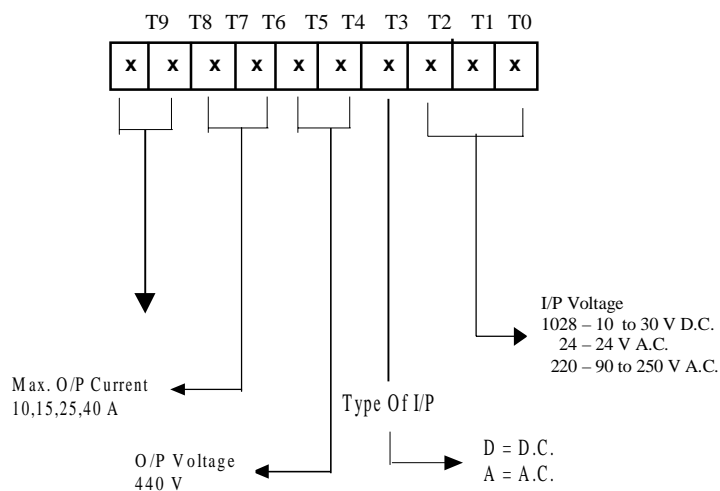 T9 T8 T7 T6 T5 T4 T3 T2 T1 T0
x x x x x x x x x x
I/P Voltage
1028 – 10 to 30 V D.C.
24 – 24 V A.C.
220 – 90 to 250 V A.C.
Max. O/P Current
10,15,25,40 A
Type Of I/P
O/P Voltage
440 V
D = D.C.
A = A.C.